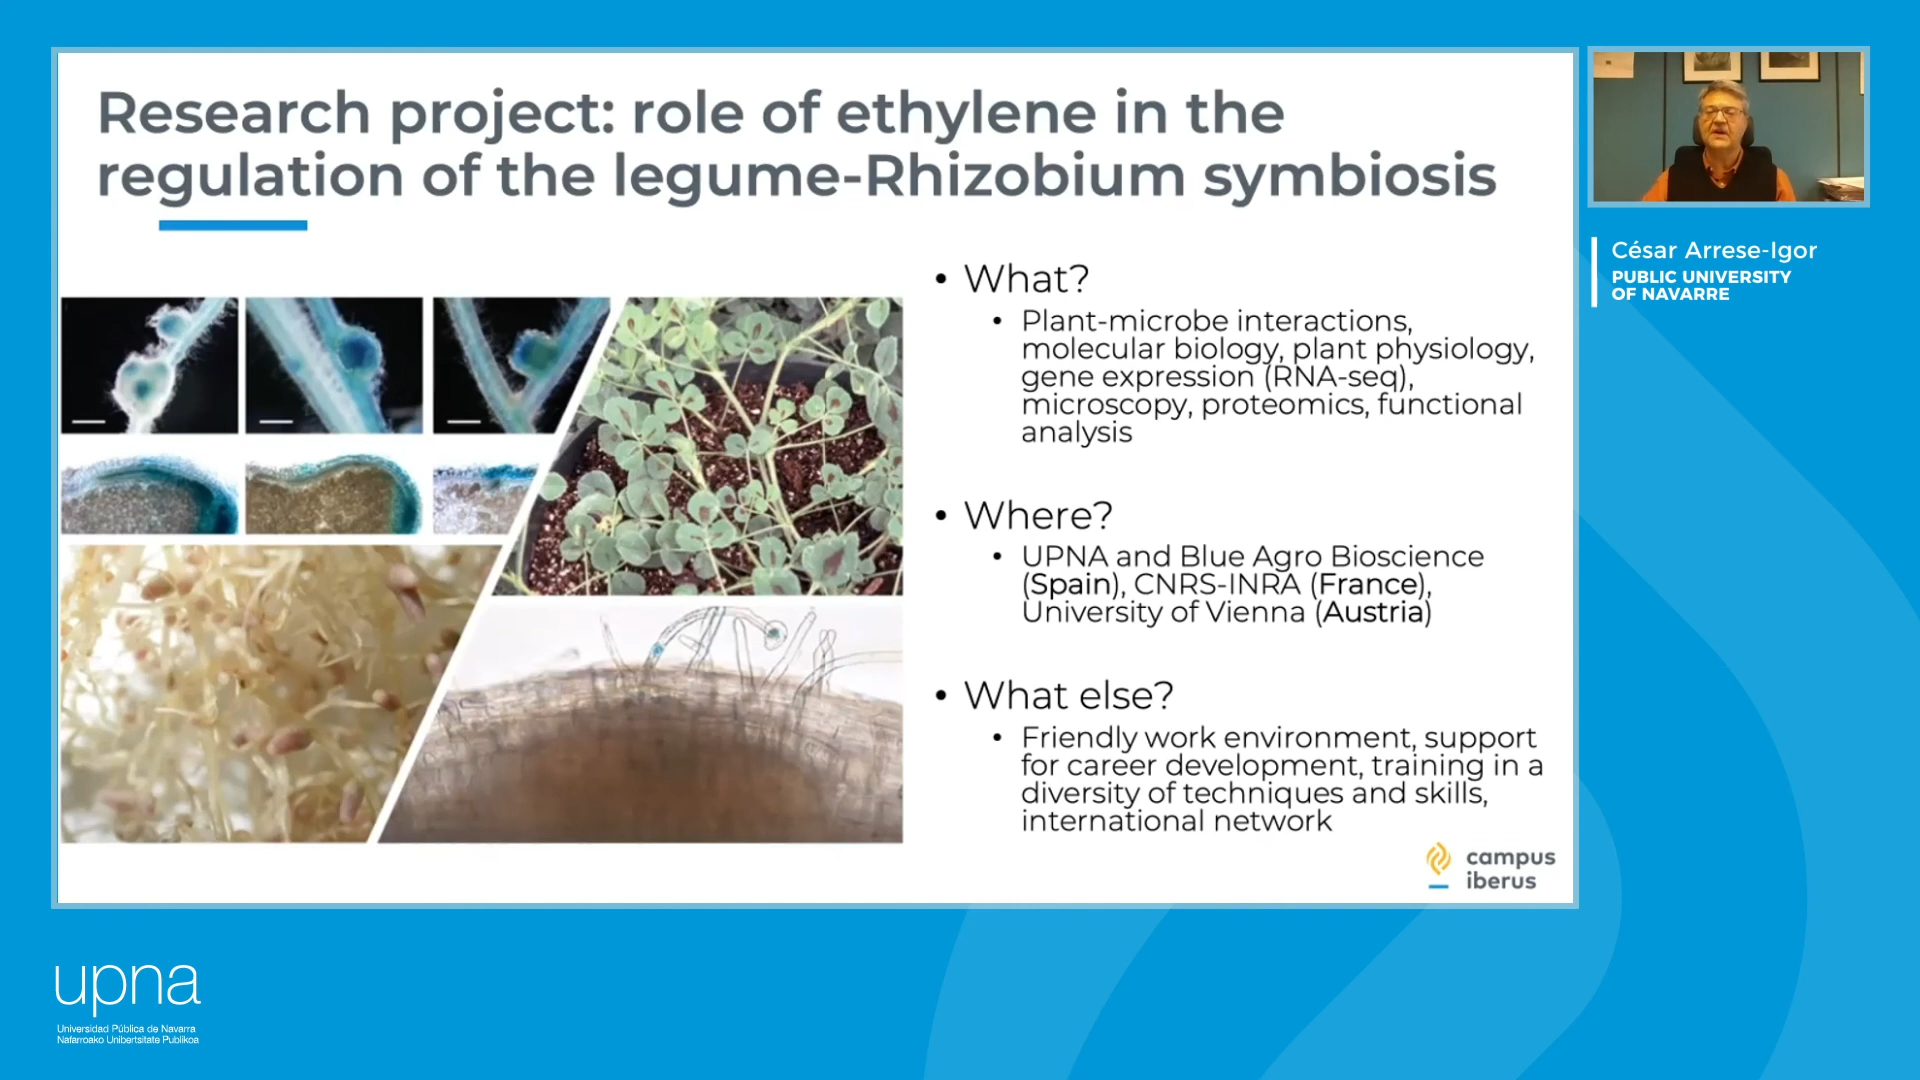 Research project: role of ethylene in the
regulation of the legume-Rhizobium symbiosis
• What?
• Plant-microbe interactions,
molecular biology, plant physiology,
gene expression (RNA-seq),
microscopy, proteomics, functional
analysis
• Where?
• UPNA and Blue Agro Bioscience
(Spain), CNRS-INRA (France),
University of Vienna (Austria)
• What else?
• Friendly work environment, support
for career development, training in a
diversity of techniques and skills,
international network
campus
iberus
César Arrese-Igor
PUBLIC UNIVERSITY
OF NAVARRE
upna
Universidad Pública de Navarra
Nafarroako Unibertsitate Publikoa